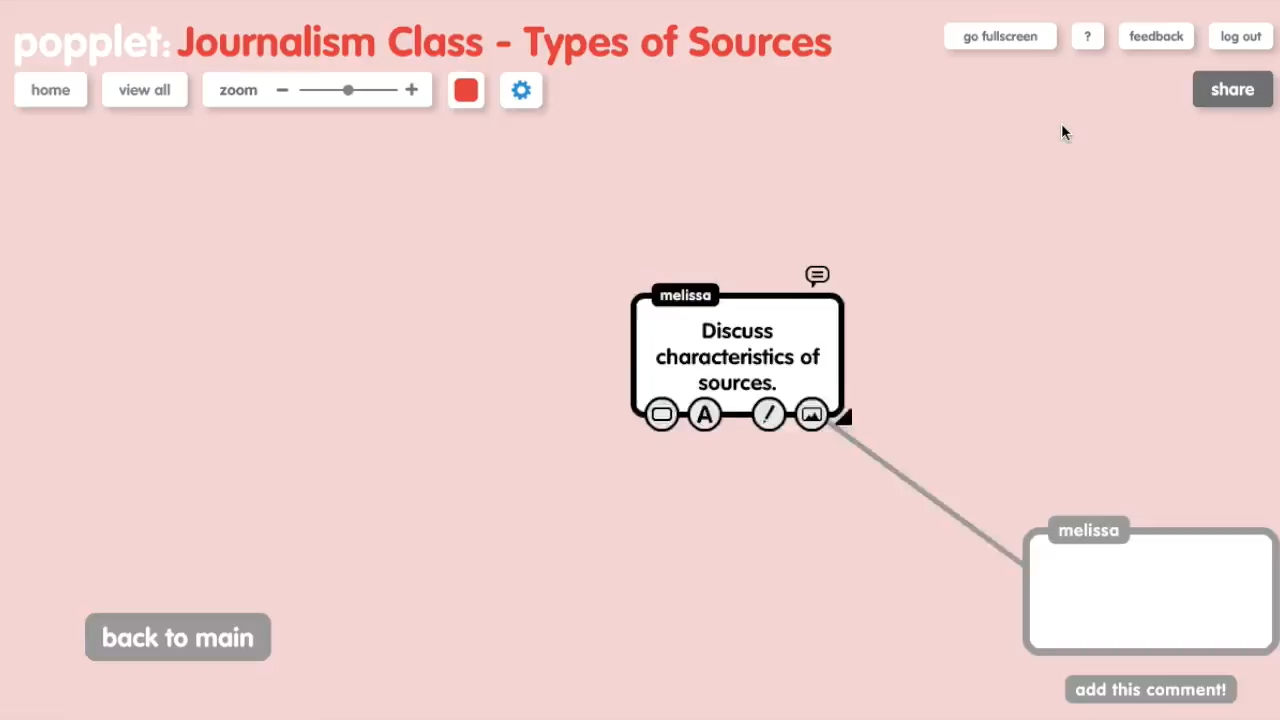 popplet: Journalism Class - Types of Sources
go fullscreen
?
feedback
log out
home
view all
zoom
share
melissa
Discuss
characteristics of
sources.
A
melissa
back to main
add this comment!